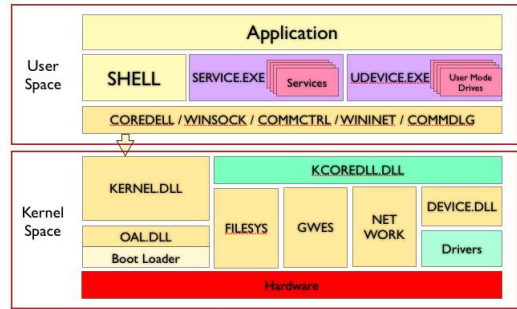 Application
User
Space
SHELL
SERVICE.EXE
Services
UDEVICE.EXE
User Mode
Drives
COREDELL / WINSOCK / COMMCTRL / WININET / COMMDLG
Kernel
Space
KERNEL.DLL
KCOREDLL.DLL
OAL.DLL
Boot Loader
FILESYS
GWES
NET
WORK
DEVICE.DLL
Drivers
Hardware